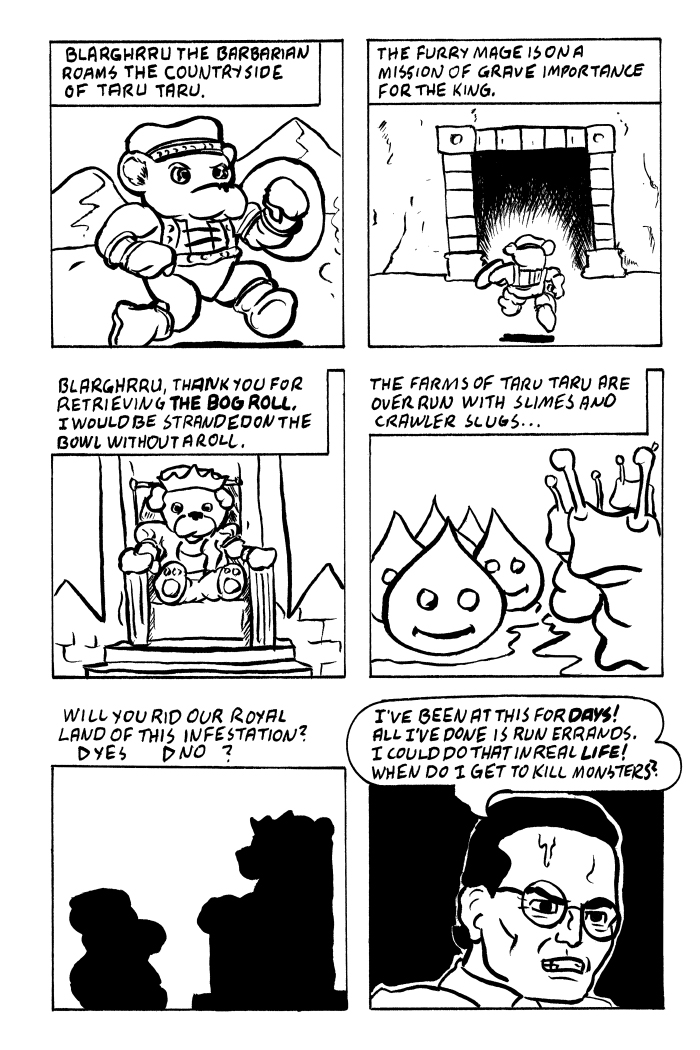 BLARGHRRU THE BARBARIAN
ROAMS THE COUNTRYSIDE
OF TARU TARU.
THE FURRY MAGE IS ON A
MISSION OF GRAVE IMPORTANCE
FOR THE KING.
BLARGHRRU, THANK YOU FOR
RETRIEVING THE BOG ROLL.
I WOULD BE STRANDED ON THE
BOWL WITHOUT A ROLL.
THE FARMS OF TARU TARU ARE
OVER RUN WITH SLIMES AND
CRAWLER SLUGS...
WILL YOU RID OUR ROYAL
LAND OF THIS INFESTATION?
▷YES ▷NO ?
I'VE BEEN AT THIS FOR DAYS!
ALL I'VE DONE IS RUN ERRANDS.
I COULD DO THAT IN REAL LIFE!
WHEN DO I GET TO KILL MONSTERS?